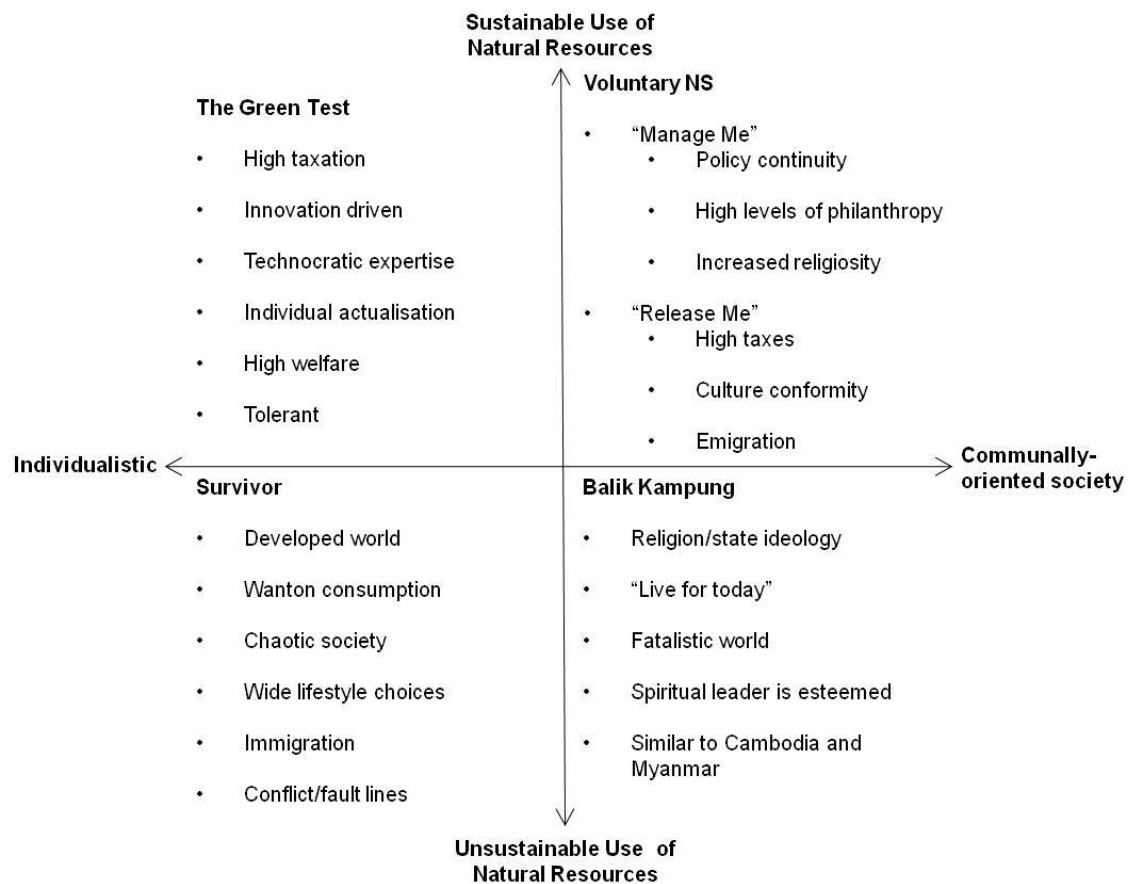 Sustainable Use of
Natural Resources
The Green Test
• High taxation
• Innovation driven
• Technocratic expertise
• Individual actualisation
• High welfare
• Tolerant
Voluntary NS
• “Manage Me”
• Policy continuity
• High levels of philanthropy
• Increased religiosity
• “Release Me”
• High taxes
• Culture conformity
• Emigration
Individualistic
Communally-
oriented society
Survivor
• Developed world
• Wanton consumption
• Chaotic society
• Wide lifestyle choices
• Immigration
• Conflict/fault lines
Balik Kampung
• Religion/state ideology
• “Live for today”
• Fatalistic world
• Spiritual leader is esteemed
• Similar to Cambodia and
Myanmar
Unsustainable Use of
Natural Resources